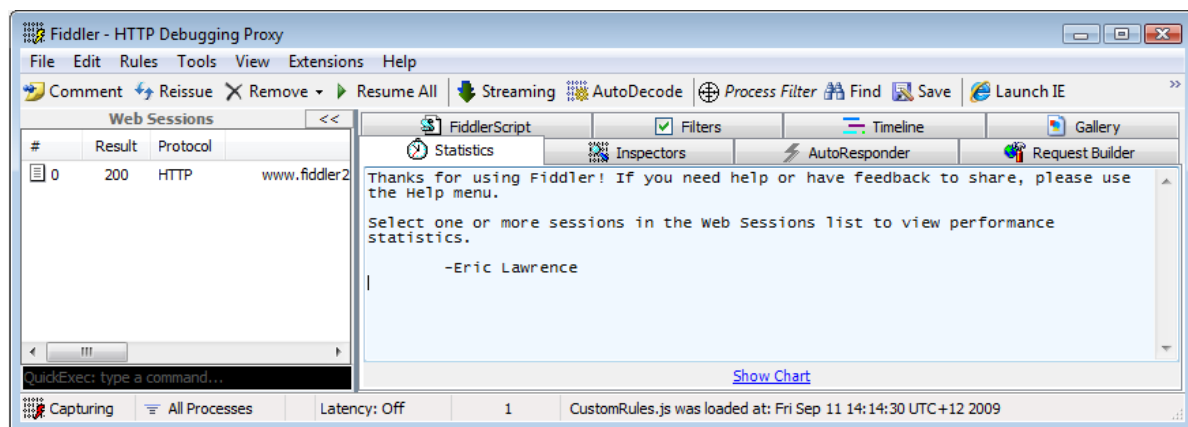 Fiddler - HTTP Debugging Proxy
File Edit Rules Tools View Extensions Help
Comment Reissue Remove Resume All Streaming AutoDecode Process Filter Find Save Launch IE
Web Sessions <<
# Result Protocol
0 200 HTTP www.fiddler2
FiddlerScript Filters Timeline Gallery
Statistics Inspectors AutoResponder Request Builder
Thanks for using Fiddler! If you need help or have feedback to share, please use
the Help menu.
Select one or more sessions in the Web Sessions list to view performance
statistics.
-Eric Lawrence
Show Chart
QuickExec: type a command...
Capturing All Processes Latency: Off 1 CustomRules.js was loaded at: Fri Sep 11 14:14:30 UTC+12 2009